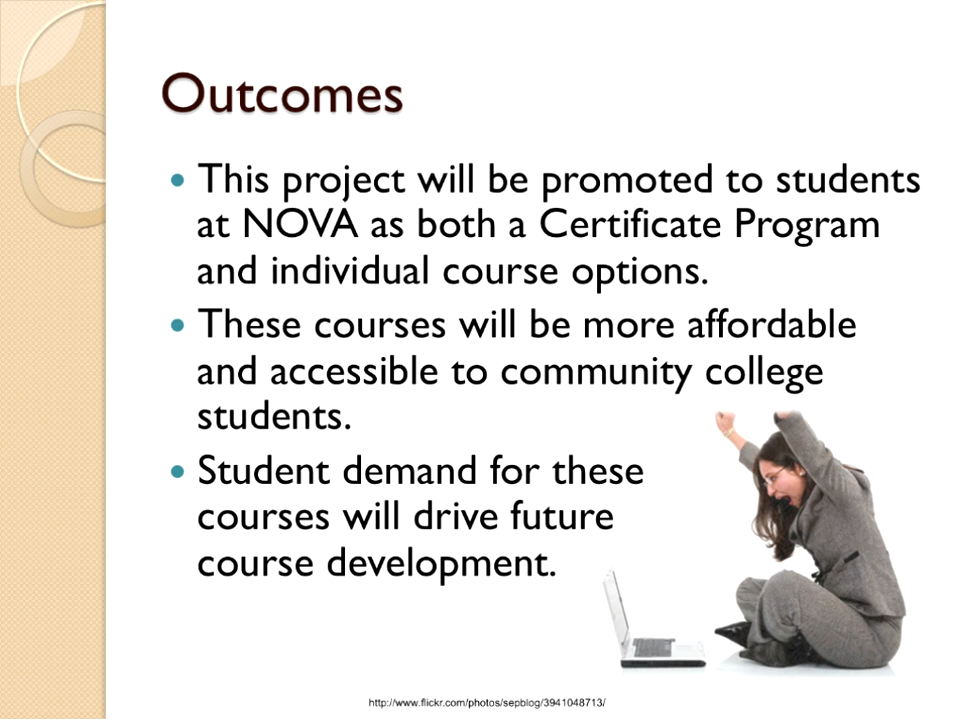 Outcomes
• This project will be promoted to students
at NOVA as both a Certificate Program
and individual course options.
• These courses will be more affordable
and accessible to community college
students.
• Student demand for these
courses will drive future
course development.
http://www.flickr.com/photos/sepblog/3941048713/